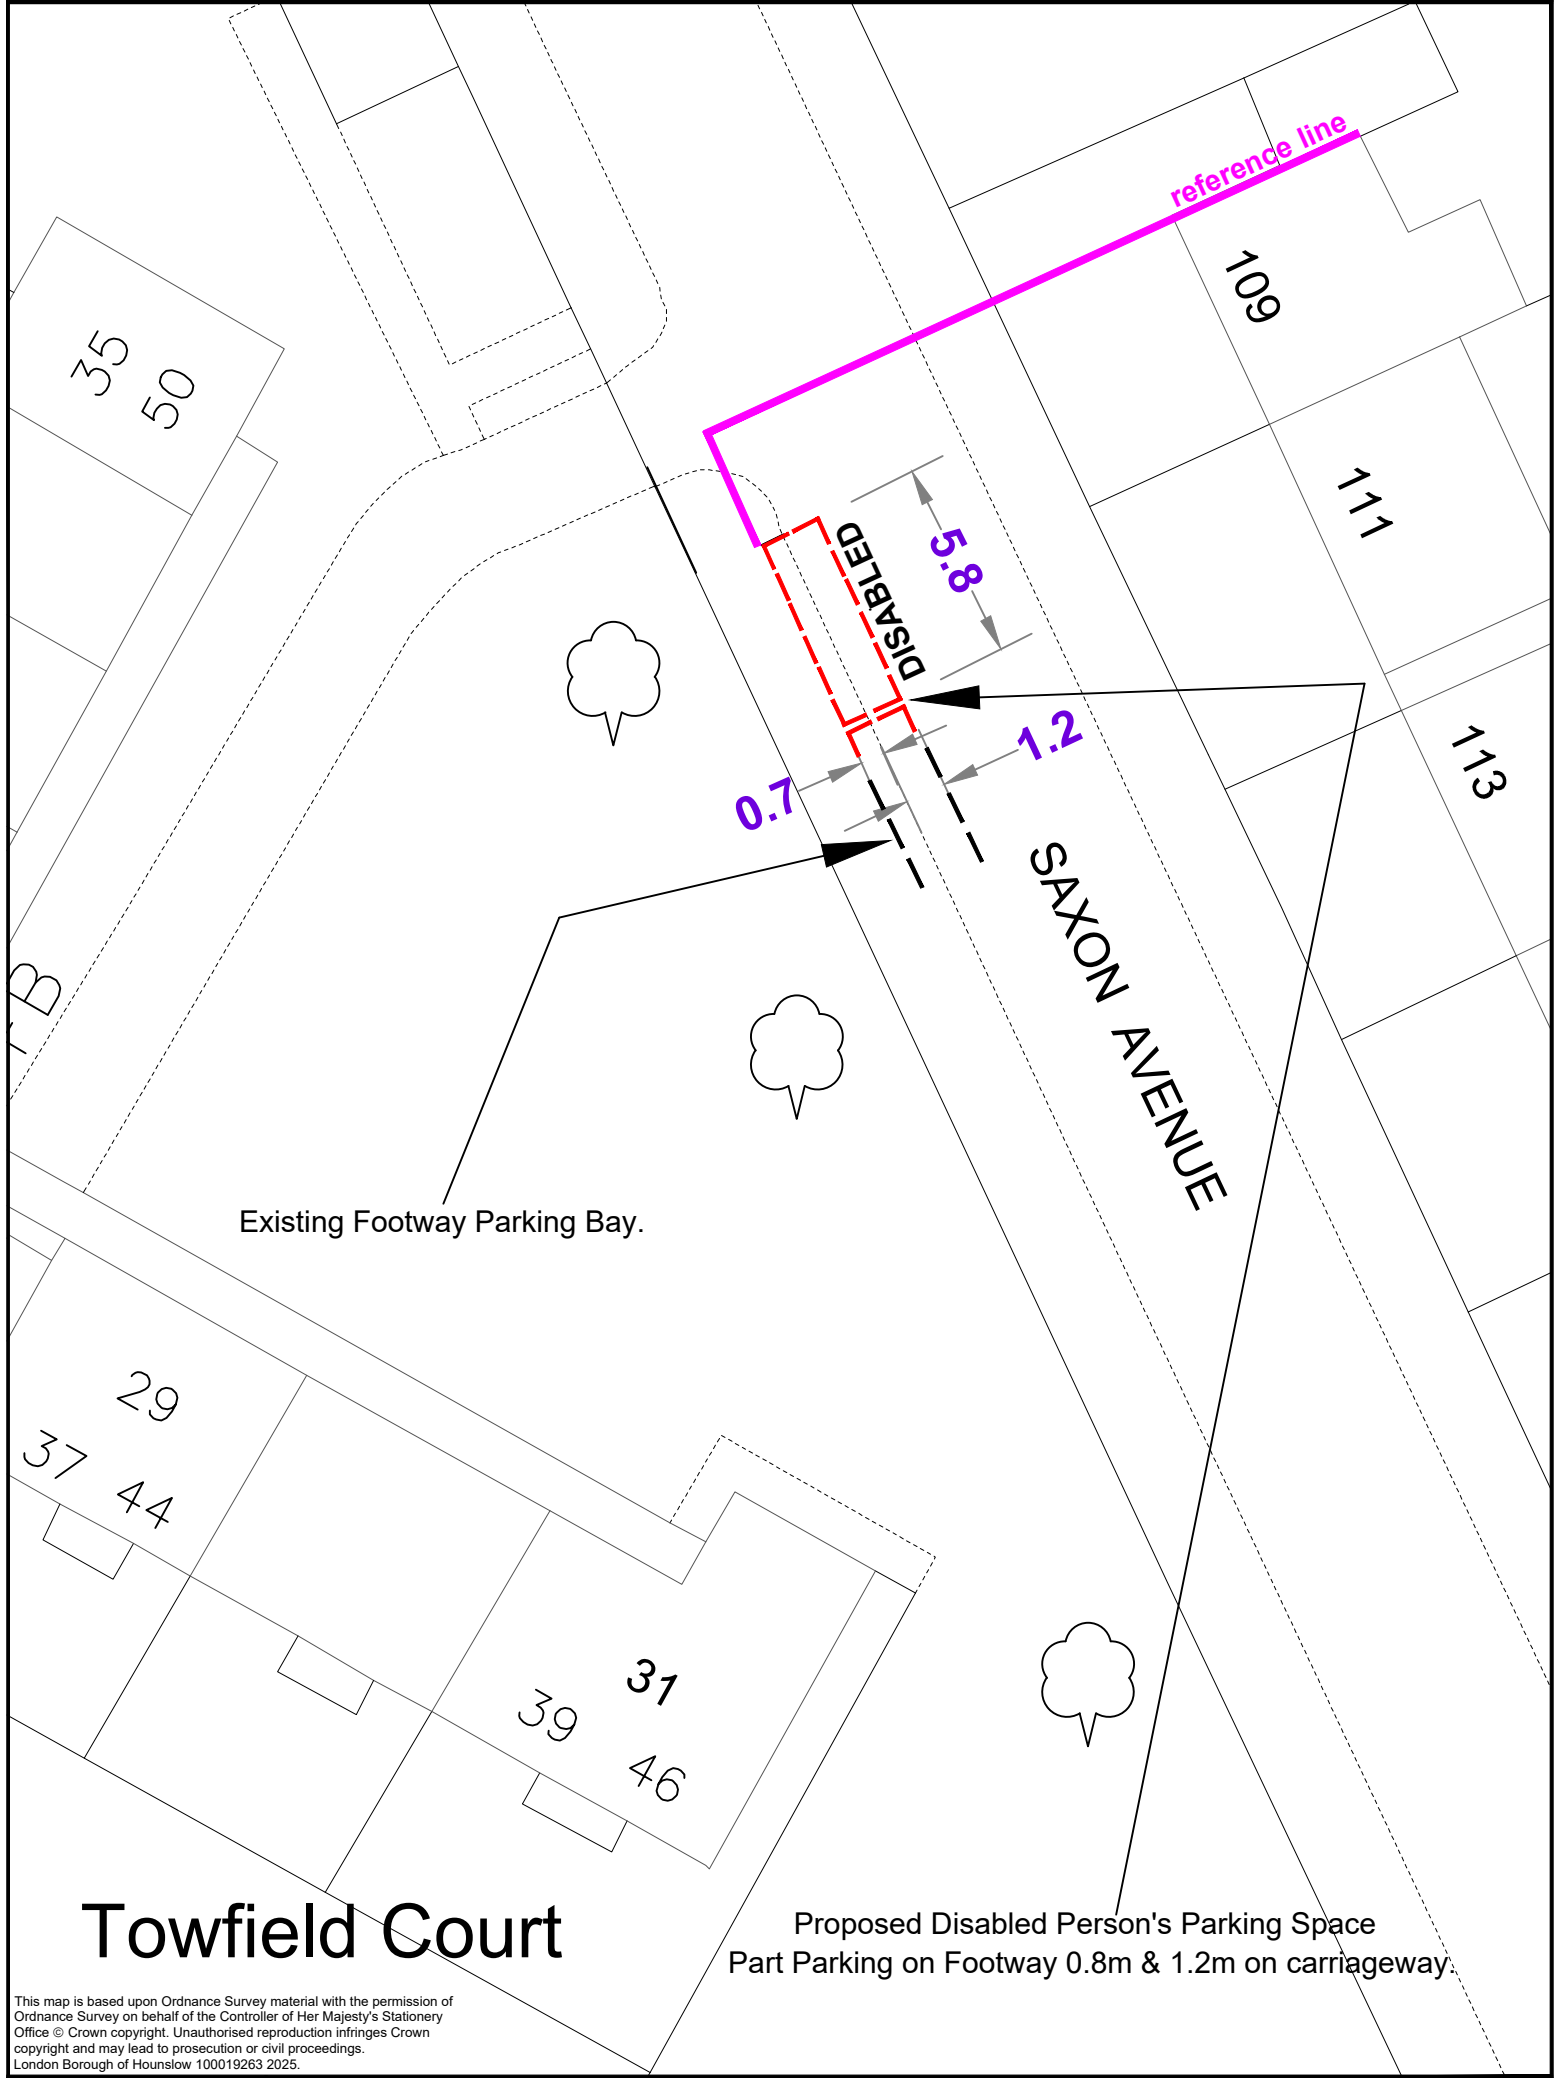 reference line
109
35
50
111
DISABLED
5.8
113
1.2
0.7
SAXON AVENUE
B
Existing Footway Parking Bay.
29
37
44
31
39
46
Towfield Court
Proposed Disabled Person's Parking Space
Part Parking on Footway 0.8m & 1.2m on carriageway.
This map is based upon Ordnance Survey material with the permission of
Ordnance Survey on behalf of the Controller of Her Majesty's Stationery
Office © Crown copyright. Unauthorised reproduction infringes Crown
copyright and may lead to prosecution or civil proceedings.
London Borough of Hounslow 100019263 2025.